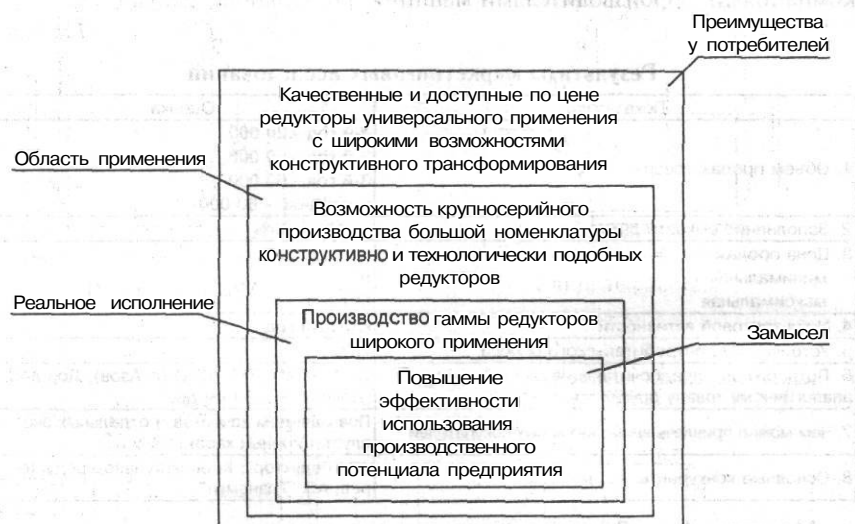 Преимущества
у потребителей
Качественные и доступные по цене
редукторы универсального применения
с широкими возможностями
конструктивного трансформирования
Область применения
Возможность крупносерийного
производства большой номенклатуры
конструктивно и технологически подобных
редукторов
Реальное исполнение
Производство гаммы редукторов
широкого применения
Замысел
Повышение
эффективности
использования
производственного
потенциала предприятия